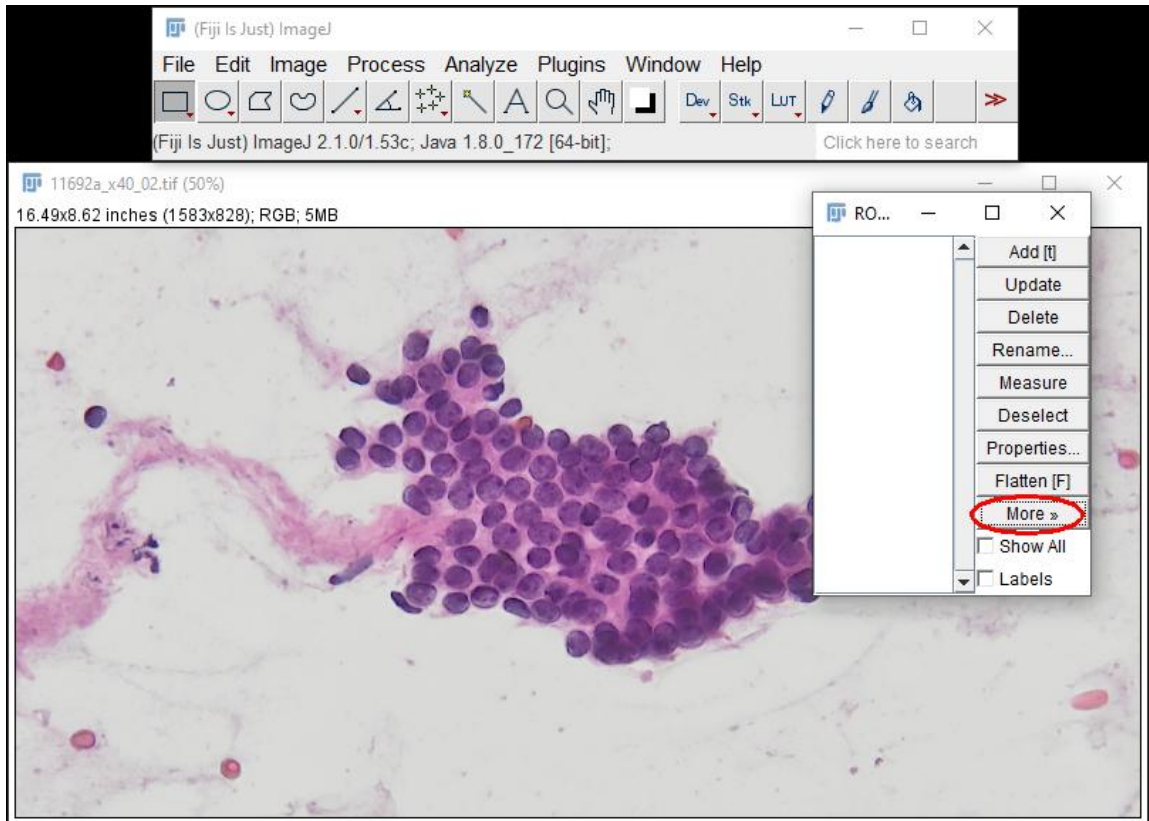 (Fiji Is Just) ImageJ
File Edit Image Process Analyze Plugins Window Help
Dev Stk LUT
(Fiji Is Just) ImageJ 2.1.0/1.53c; Java 1.8.0_172 [64-bit];
Click here to search
11692a_x40_02.tif (50%)
16.49x8.62 inches (1583x828); RGB; 5MB
RO...
Add [t]
Update
Delete
Rename...
Measure
Deselect
Properties...
Flatten [F]
More »
Show All
Labels